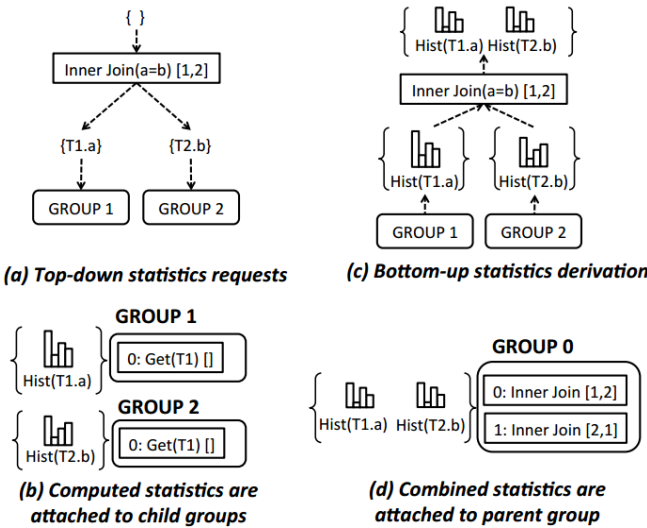 { }
Inner Join(a=b) [1,2]
{T1.a} {T2.b}
GROUP 1 GROUP 2
(a) Top-down statistics requests
Hist(T1.a) Hist(T2.b)
Inner Join(a=b) [1,2]
Hist(T1.a) Hist(T2.b)
GROUP 1 GROUP 2
(c) Bottom-up statistics derivation
GROUP 1
0: Get(T1) []
Hist(T1.a)
GROUP 2
0: Get(T1) []
Hist(T2.b)
(b) Computed statistics are
attached to child groups
GROUP 0
0: Inner Join [1,2]
Hist(T1.a) Hist(T2.b)
1: Inner Join [2,1]
(d) Combined statistics are
attached to parent group